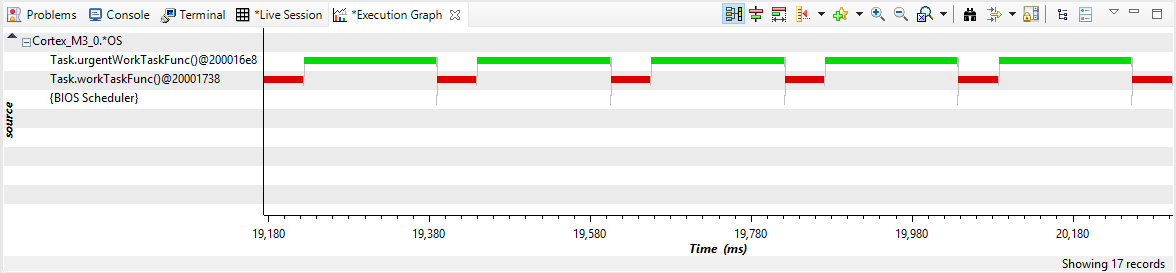 Problems Console Terminal *Live Session *Execution Graph
Cortex_M3_0.*OS
Task.urgentWorkTaskFunc()@200016e8
Task.workTaskFunc()@20001738
{BIOS Scheduler}
source
19,180 19,380 19,580 19,780 19,980 20,180
Time (ms)
Showing 17 records